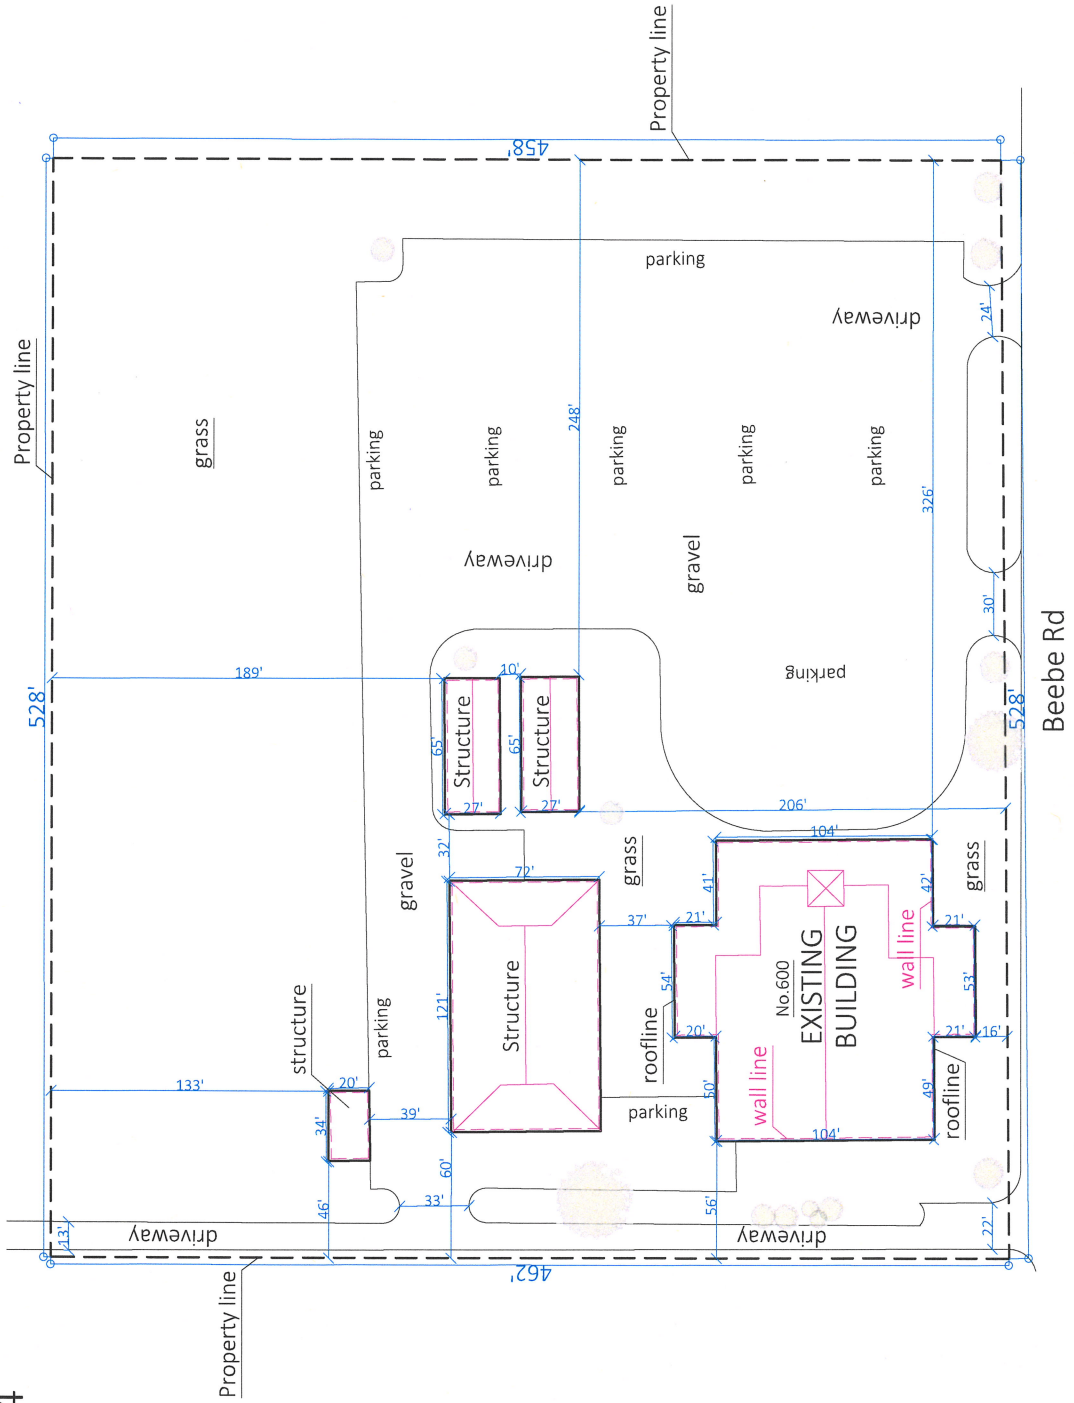 Property line
Property line
Property line
458'
528'
grass
parking
driveway
24'
parking
parking
parking
parking
parking
248'
326'
driveway
gravel
30'
189'
10'
parking
528'
Beebe Rd
65'
Structure
65'
Structure
27'
27'
206'
32'
gravel
72'
grass
104'
41'
42'
grass
21'
37'
21'
121'
Structure
54'
roofline
No.600
EXISTING
BUILDING
wall line
53'
structure
parking
20'
21'
16'
133'
20'
39'
34'
parking
50'
wall line
49'
roofline
104'
46'
60'
33'
56'
22'
13'
driveway
driveway
462'
Property line